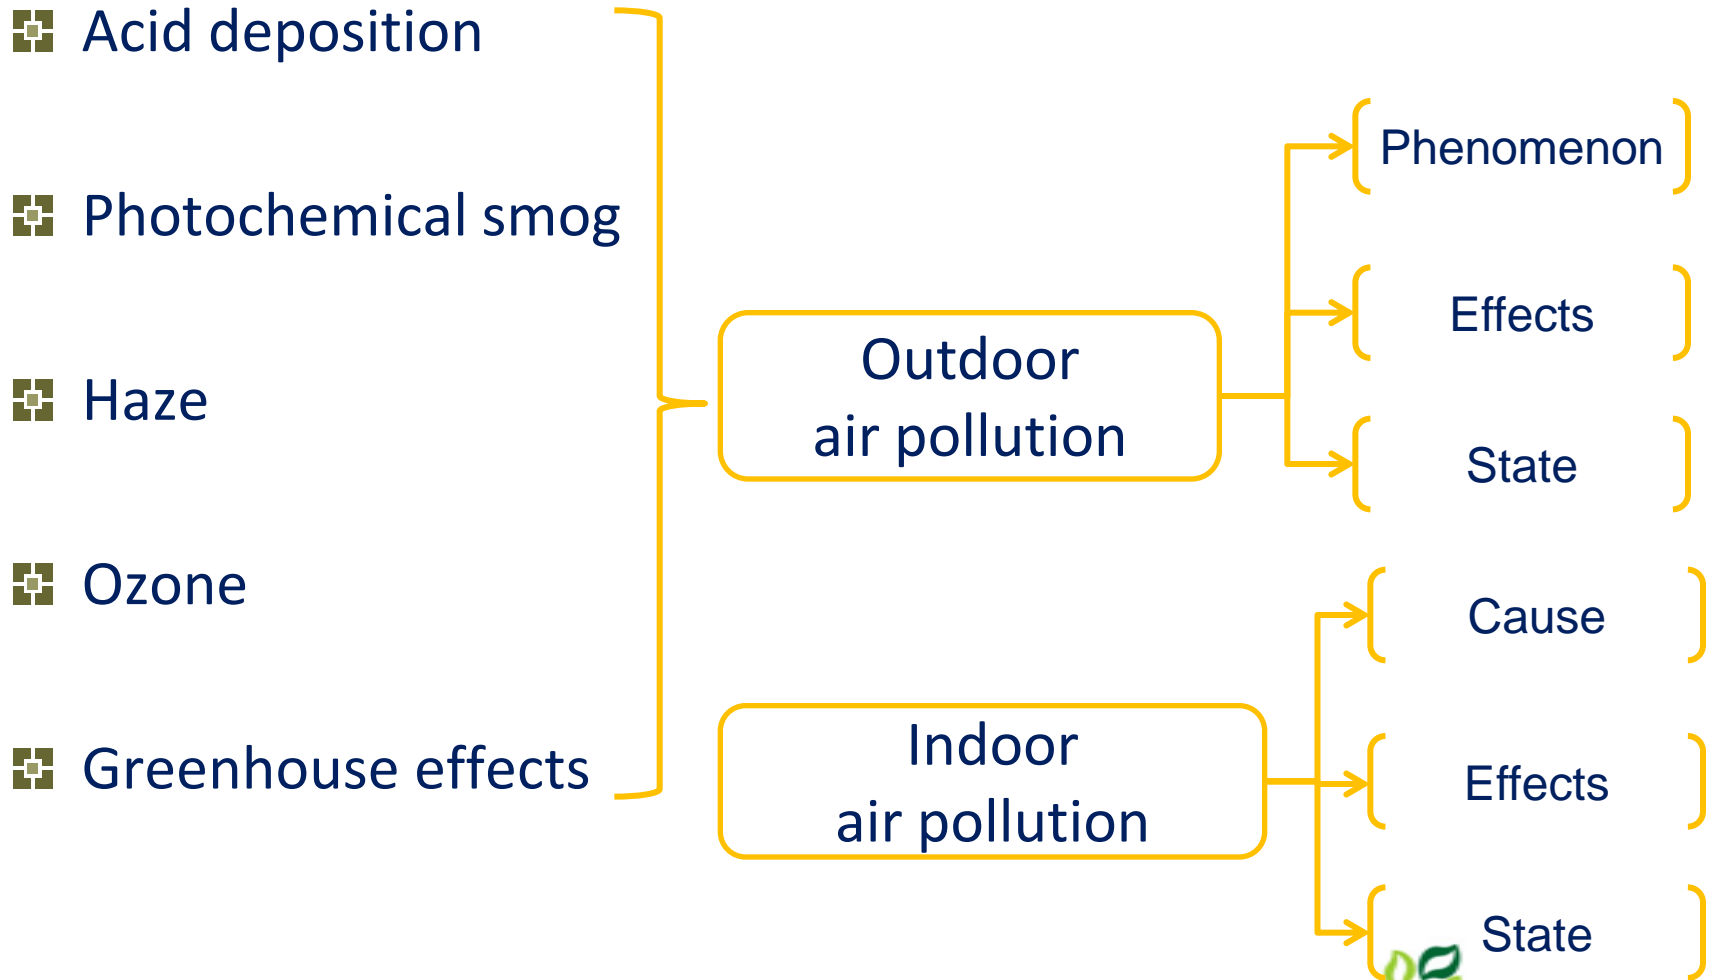 Acid deposition
Photochemical smog
Haze
Ozone
Greenhouse effects
Outdoor
air pollution
Phenomenon
Effects
State
Indoor
air pollution
Cause
Effects
State